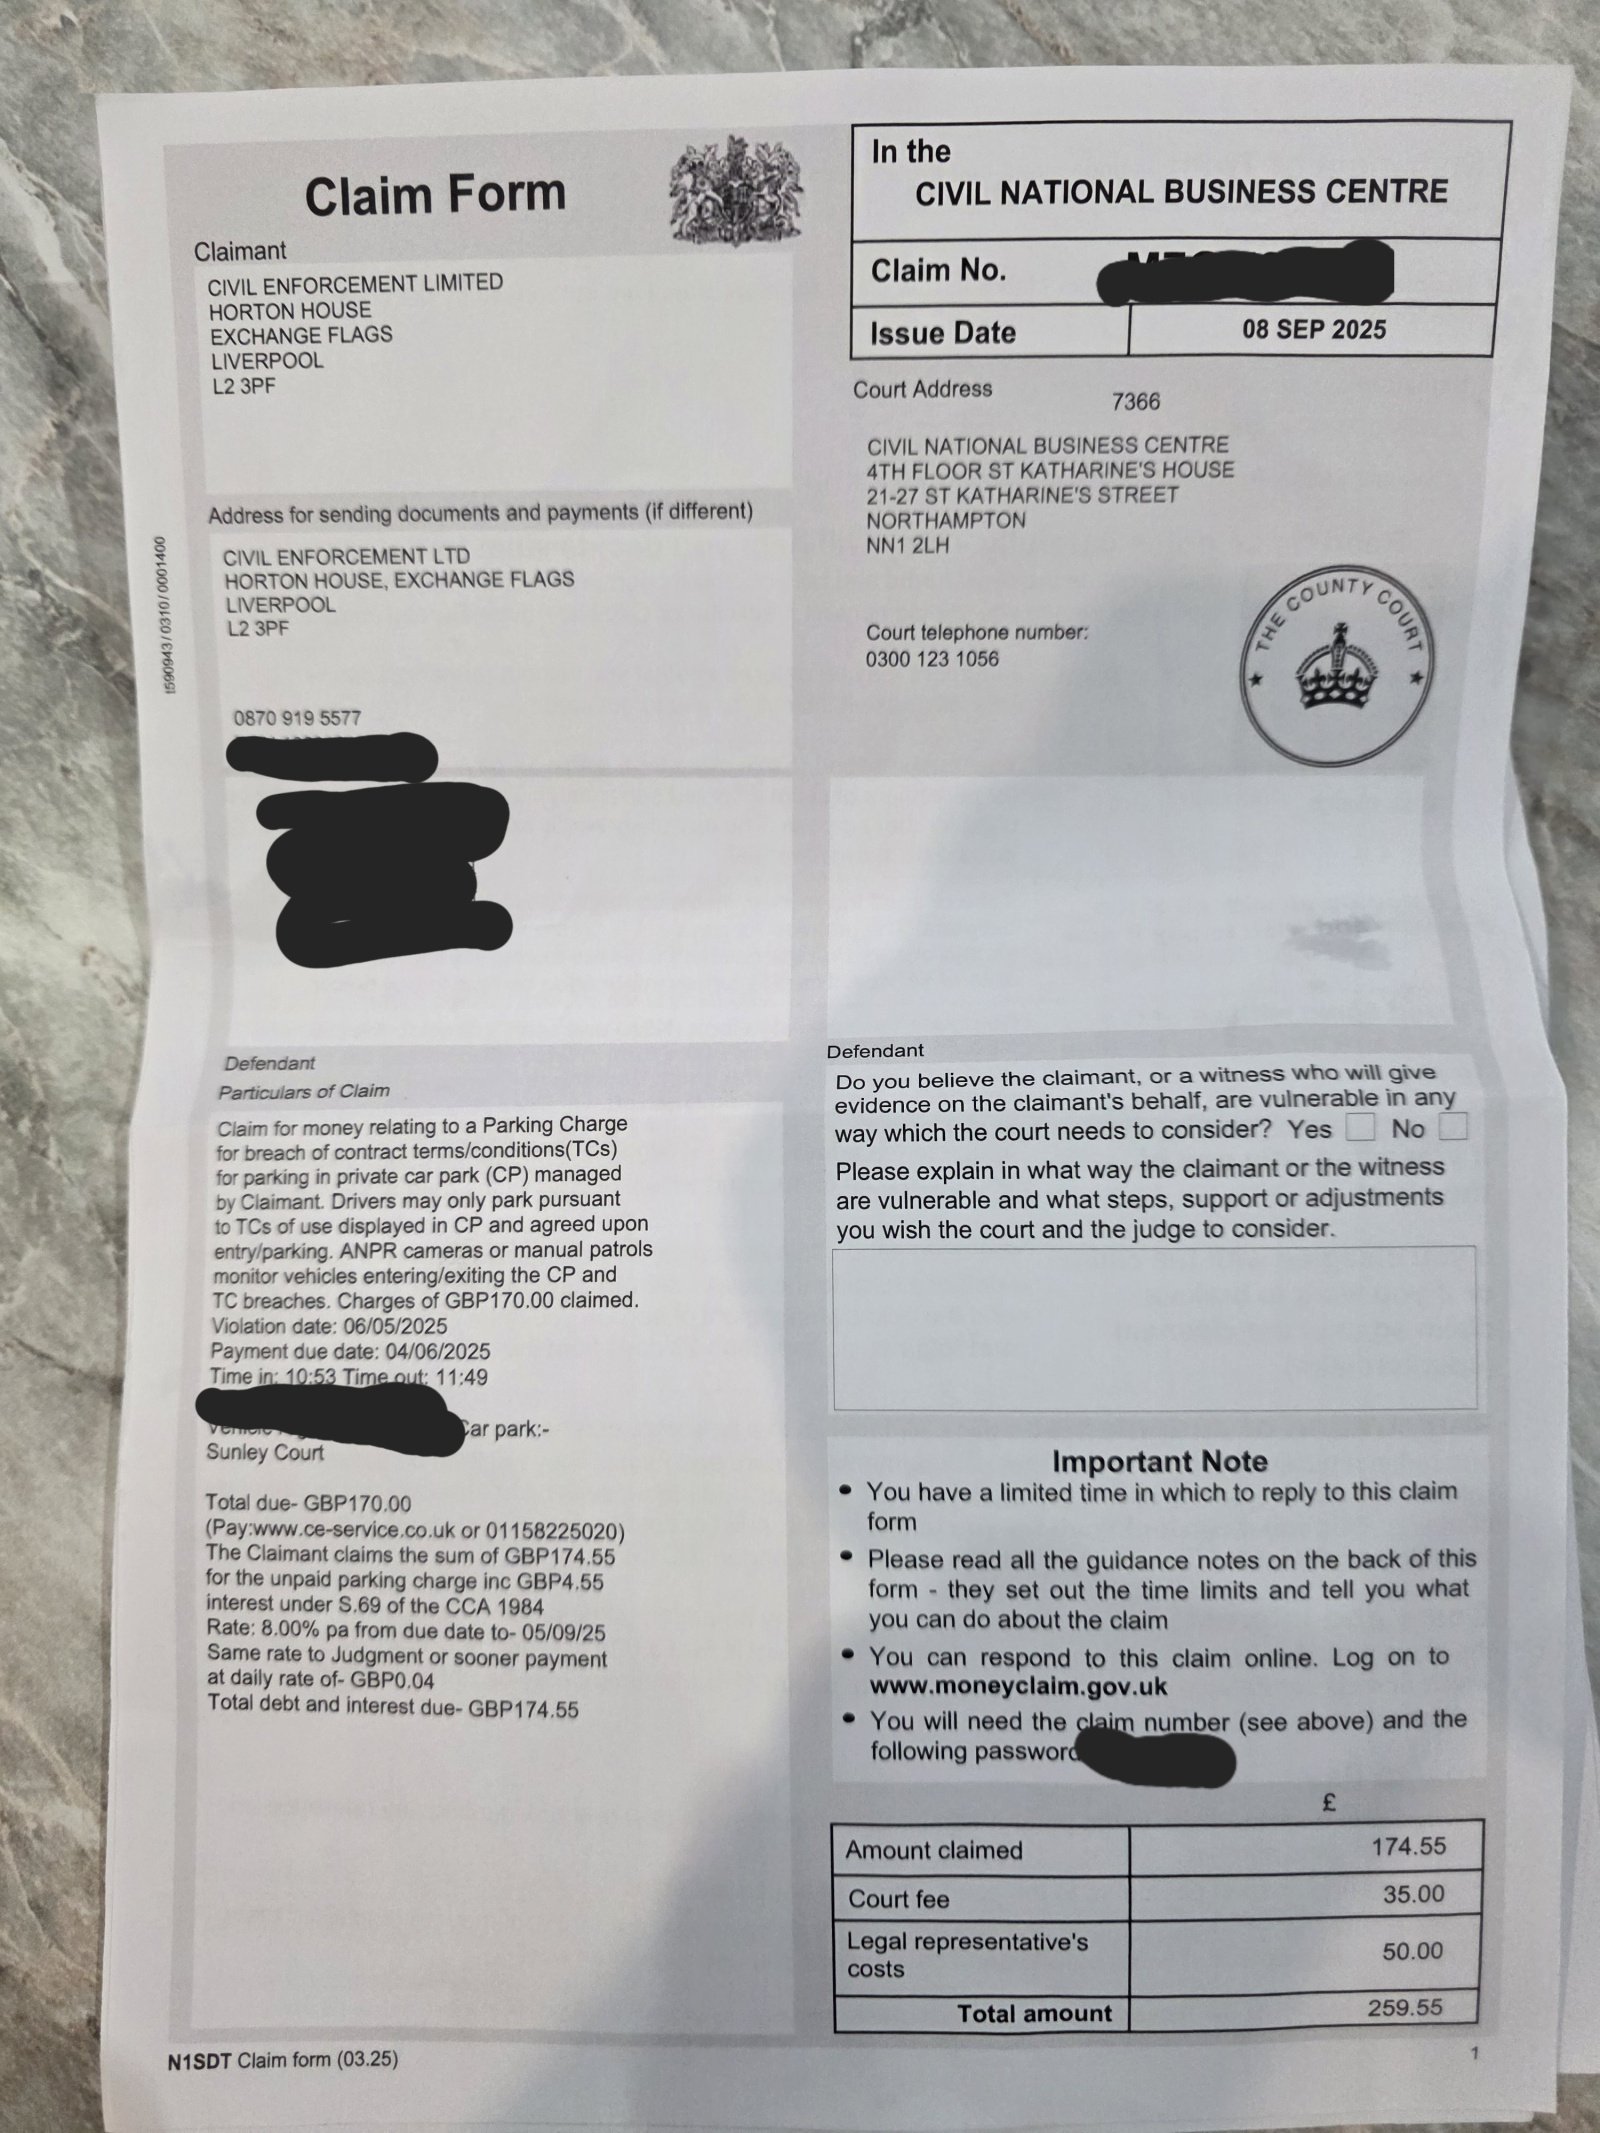 Claim Form
Claimant
CIVIL ENFORCEMENT LIMITED
HORTON HOUSE
EXCHANGE FLAGS
LIVERPOOL
L2 3PF
Address for sending documents and payments (if different)
CIVIL ENFORCEMENT LTD
HORTON HOUSE, EXCHANGE FLAGS
LIVERPOOL
L2 3PF
0870 919 5577
t590943 / 0310 / 0001400
In the
CIVIL NATIONAL BUSINESS CENTRE
Claim No.
Issue Date
08 SEP 2025
Court Address
7366
CIVIL NATIONAL BUSINESS CENTRE
4TH FLOOR ST KATHARINE'S HOUSE
21-27 ST KATHARINE'S STREET
NORTHAMPTON
NN1 2LH
Court telephone number:
0300 123 1056
THE COUNTY COURT
Defendant
Particulars of Claim
Claim for money relating to a Parking Charge
for breach of contract terms/conditions(TCs)
for parking in private car park (CP) managed
by Claimant. Drivers may only park pursuant
to TCs of use displayed in CP and agreed upon
entry/parking. ANPR cameras or manual patrols
monitor vehicles entering/exiting the CP and
TC breaches. Charges of GBP170.00 claimed.
Violation date: 06/05/2025
Payment due date: 04/06/2025
Time in: 10:53 Time out: 11:49
Car park:-
Sunley Court
Total due- GBP170.00
(Pay:www.ce-service.co.uk or 01158225020)
The Claimant claims the sum of GBP174.55
for the unpaid parking charge inc GBP4.55
interest under S.69 of the CCA 1984
Rate: 8.00% pa from due date to- 05/09/25
Same rate to Judgment or sooner payment
at daily rate of- GBP0.04
Total debt and interest due- GBP174.55
Defendant
Do you believe the claimant, or a witness who will give
evidence on the claimant's behalf, are vulnerable in any
way which the court needs to consider? Yes No
Please explain in what way the claimant or the witness
are vulnerable and what steps, support or adjustments
you wish the court and the judge to consider.
Important Note
• You have a limited time in which to reply to this claim
form
• Please read all the guidance notes on the back of this
form - they set out the time limits and tell you what
you can do about the claim
• You can respond to this claim online. Log on to
www.moneyclaim.gov.uk
• You will need the claim number (see above) and the
following password
£
Amount claimed 174.55
Court fee 35.00
Legal representative's
costs 50.00
Total amount 259.55
N1SDT Claim form (03.25)
1